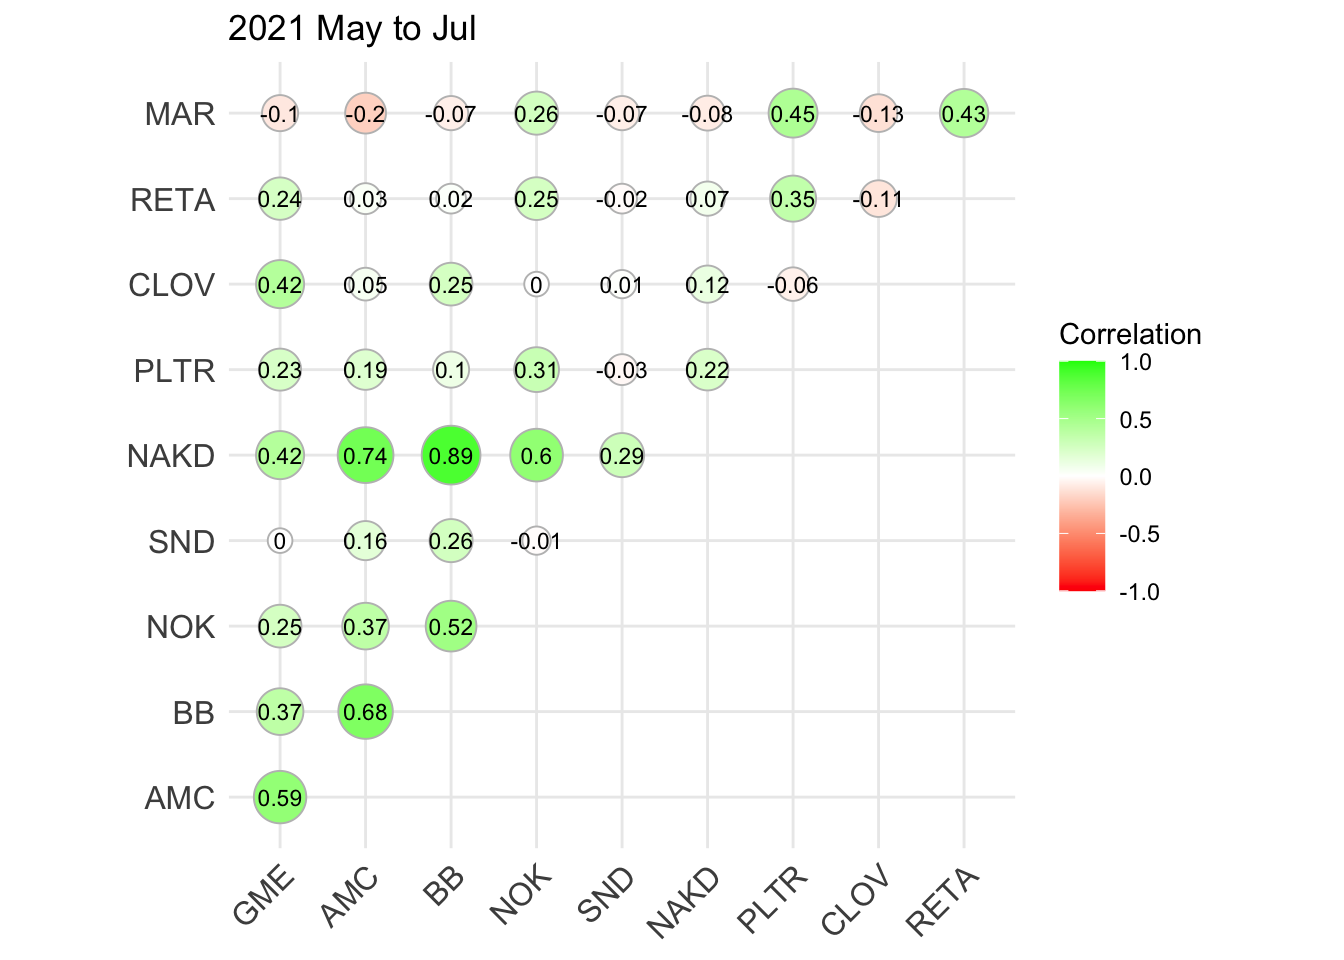 2021 May to Jul
MAR -0.1 -0.2 -0.07 0.26 -0.07 -0.08 0.45 -0.13 0.43
RETA 0.24 0.03 0.02 0.25 -0.02 0.07 0.35 -0.11
CLOV 0.42 0.05 0.25 0 0.01 0.12 -0.06
PLTR 0.23 0.19 0.1 0.31 -0.03 0.22
NAKD 0.42 0.74 0.89 0.6 0.29
SND 0 0.16 0.26 -0.01
NOK 0.25 0.37 0.52
BB 0.37 0.68
AMC 0.59
GME AMC BB NOK SND NAKD PLTR CLOV RETA
Correlation
1.0
0.5
0.0
-0.5
-1.0